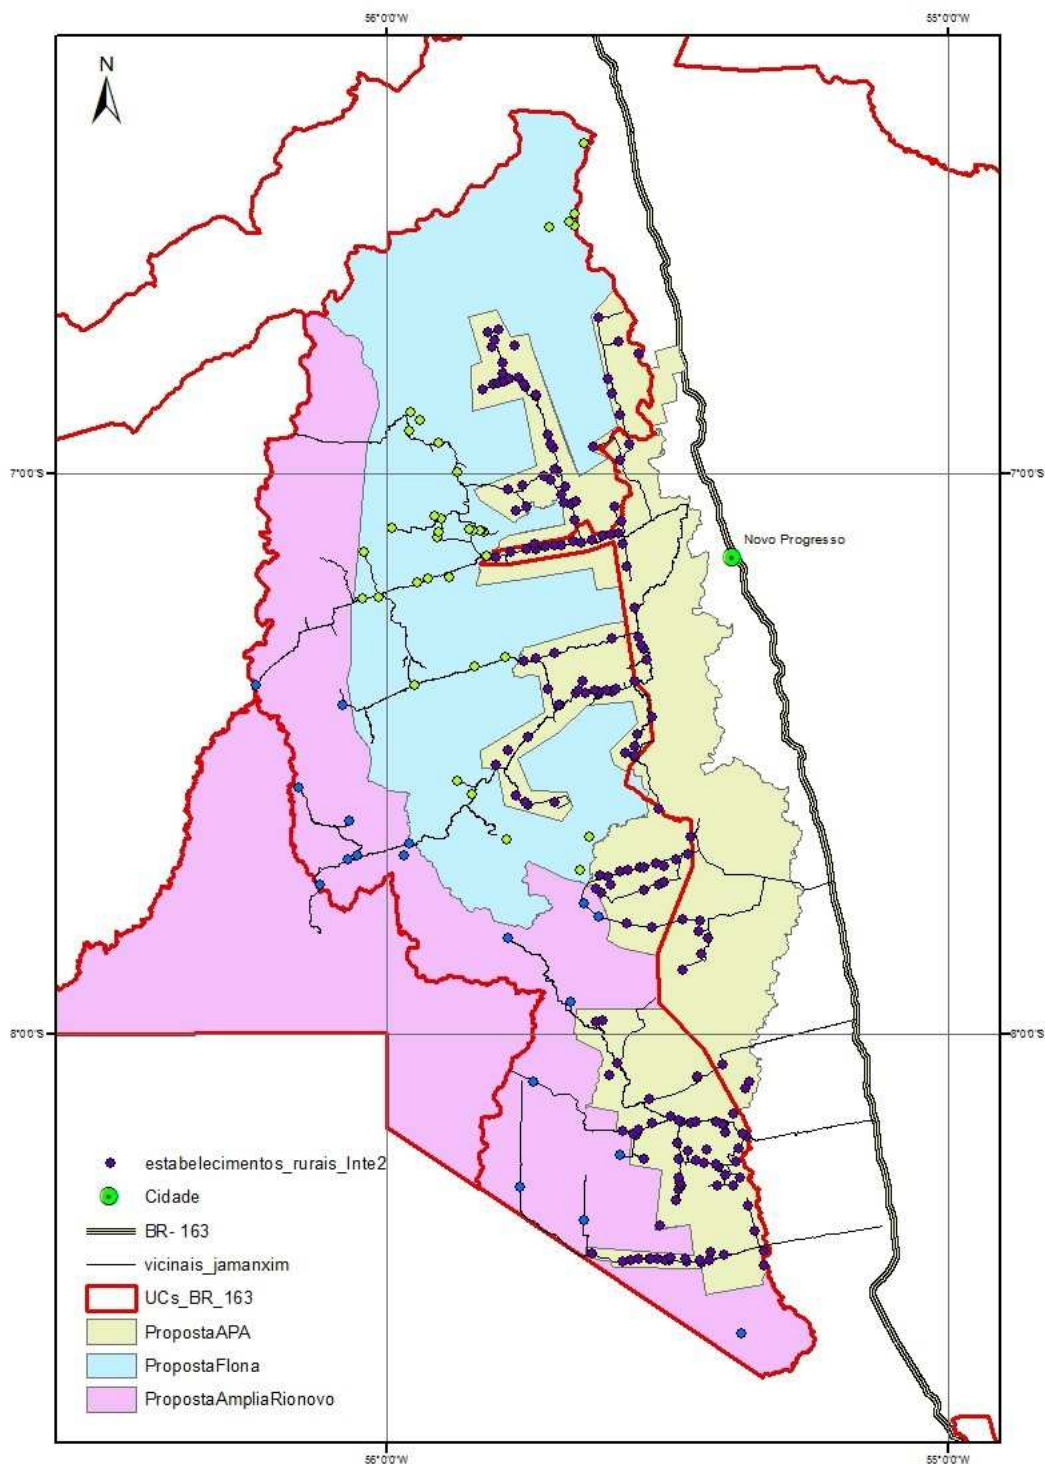 56°0'0"W
55°0'0"W
N
7°0'0"S
7°0'0"S
Novo Progresso
8°0'0"S
8°0'0"S
estabelecimentos_rurais_Inte2
Cidade
BR- 163
vicinais_jamanxim
UCs_BR_163
PropostaAPA
PropostaFlona
PropostaAmpliaRionovo
56°0'0"W
55°0'0"W